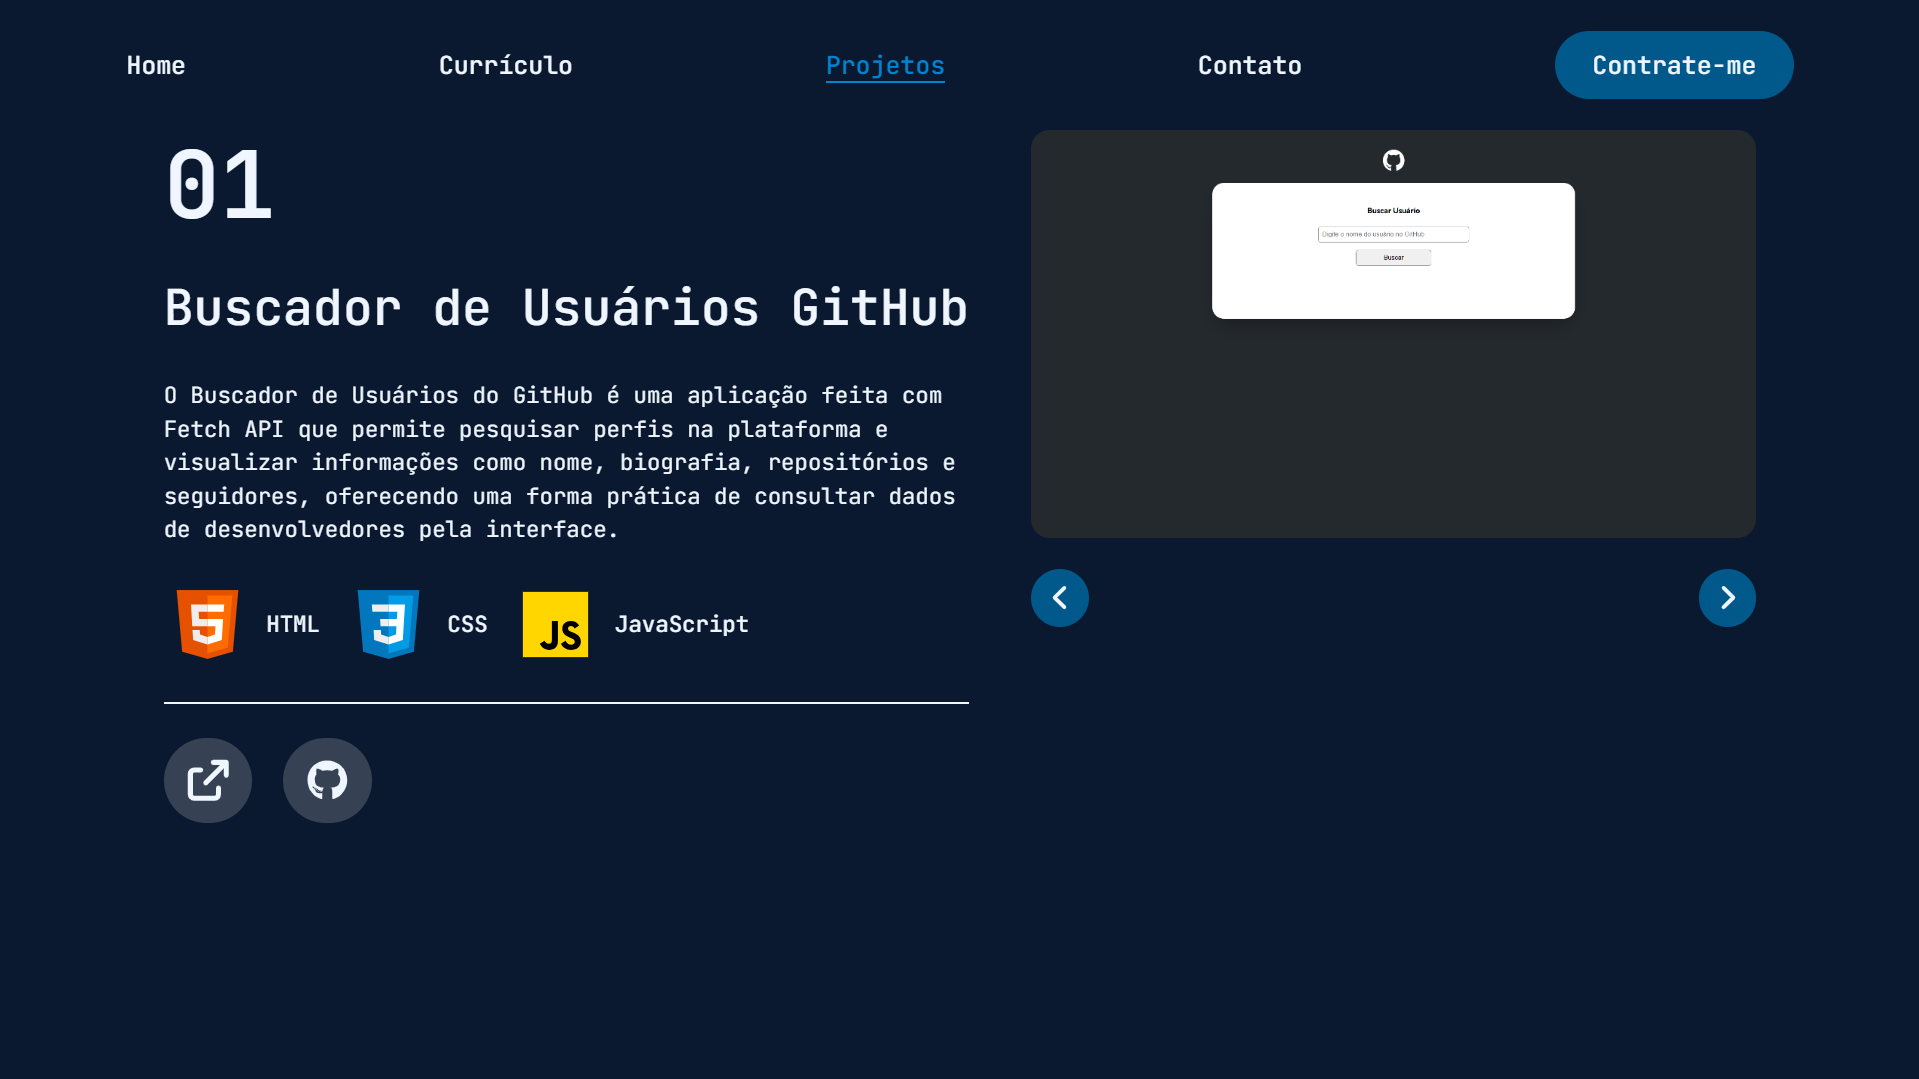 Home
Currículo
Projetos
Contato
Contrate-me
01
Buscador de Usuários GitHub
O Buscador de Usuários do GitHub é uma aplicação feita com
Fetch API que permite pesquisar perfis na plataforma e
visualizar informações como nome, biografia, repositórios e
seguidores, oferecendo uma forma prática de consultar dados
de desenvolvedores pela interface.
5 HTML
3 CSS
JS JavaScript
Buscar Usuário
Digite o nome do usuário no GitHub
Buscar